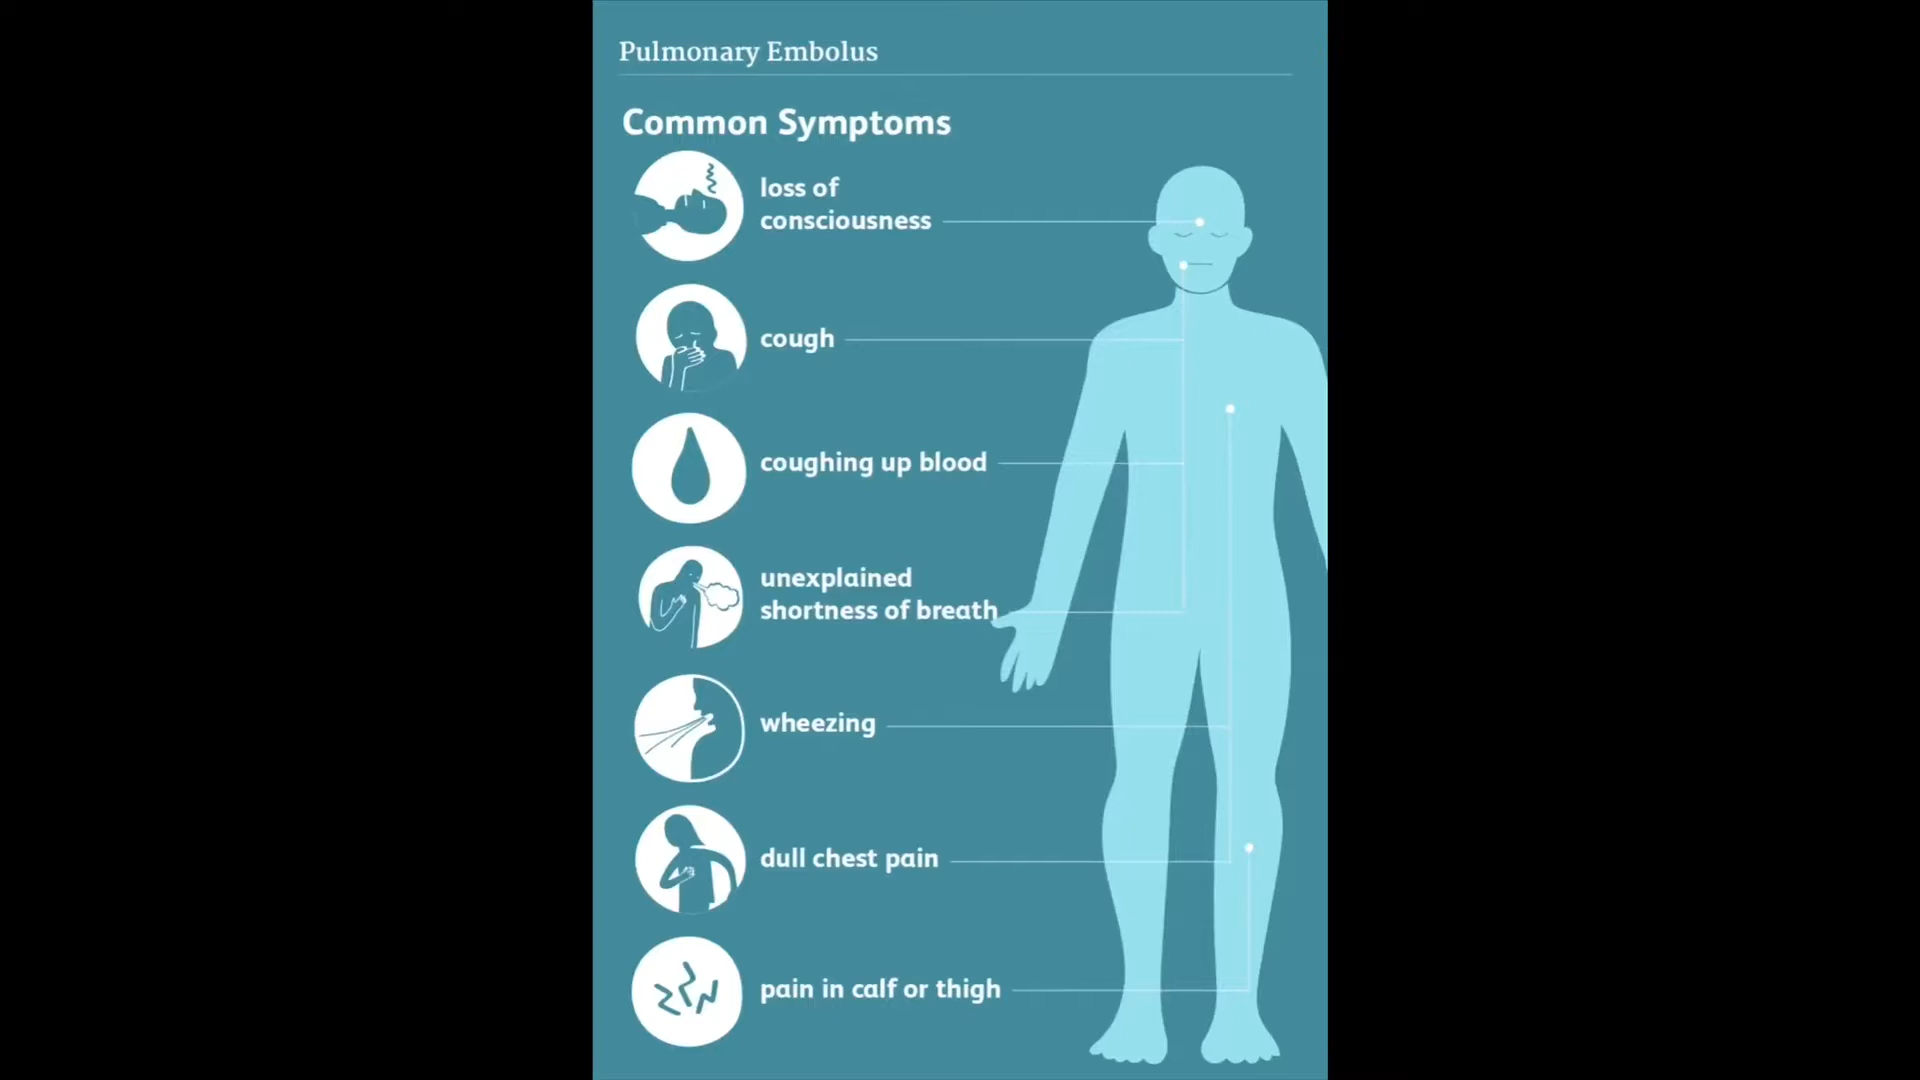 Pulmonary Embolus
Common Symptoms
loss of
consciousness
cough
coughing up blood
unexplained
shortness of breath
wheezing
dull chest pain
pain in calf or thigh